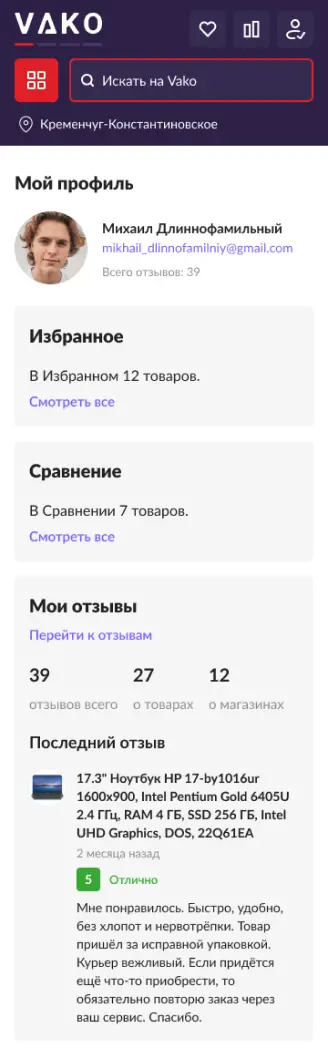 VAKO
Искать на Vako
Кременчуг-Константиновское
Мой профиль
Михаил Длиннофамильный
mikhail_dlinnofamilniy@gmail.com
Всего отзывов: 39
Избранное
В Избранном 12 товаров.
Смотреть все
Сравнение
В Сравнении 7 товаров.
Смотреть все
Мои отзывы
Перейти к отзывам
39 27 12
отзывов всего о товарах о магазинах
Последний отзыв
17.3" Ноутбук HP 17-by1016ur
1600x900, Intel Pentium Gold 6405U
2.4 ГГц, RAM 4 ГБ, SSD 256 ГБ, Intel
UHD Graphics, DOS, 22Q61EA
2 месяца назад
5 Отлично
Мне понравилось. Быстро, удобно,
без хлопот и нервотрёпки. Товар
пришёл за исправной упаковкой.
Курьер вежливый. Если придётся
ещё что-то приобрести, то
обязательно повторю заказ через
ваш сервис. Спасибо.